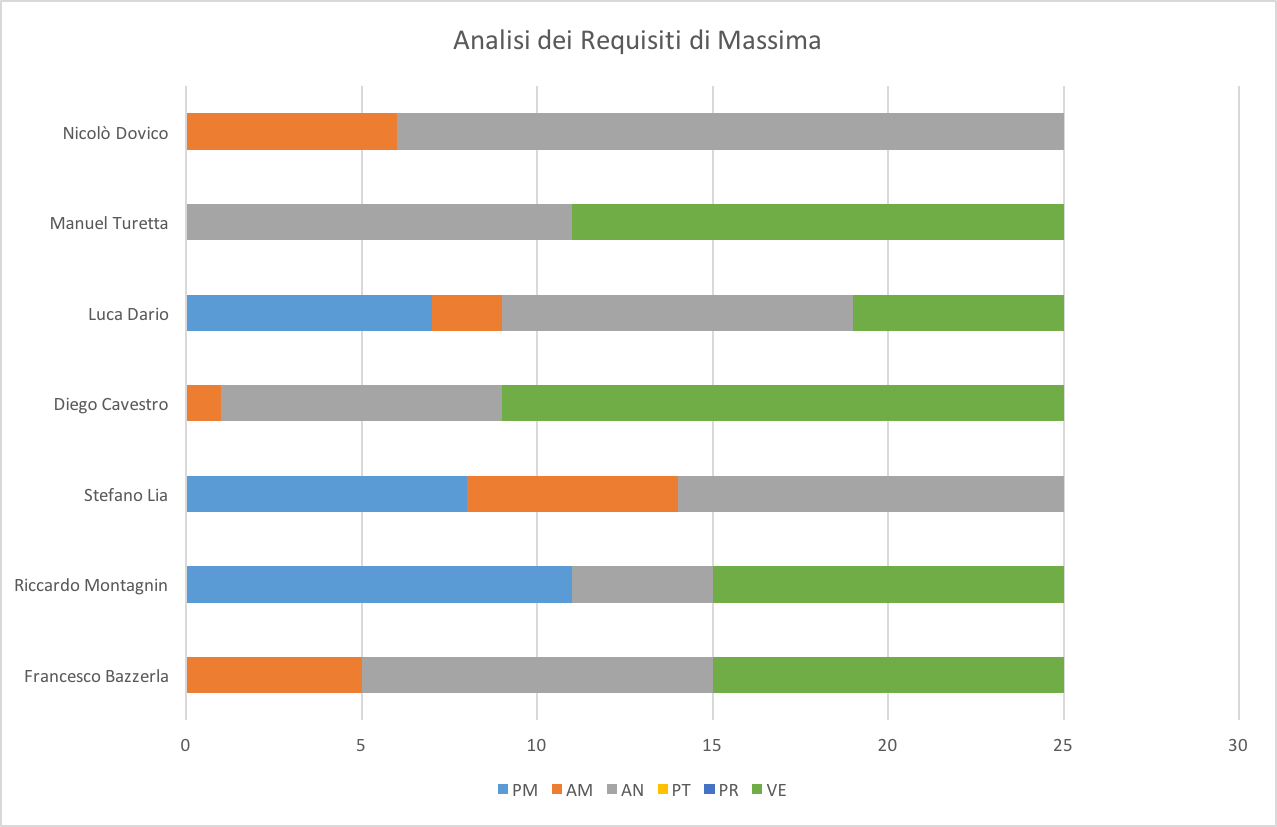 Analisi dei Requisiti di Massima
Nicolò Dovico
Manuel Turetta
Luca Dario
Diego Cavestro
Stefano Lia
Riccardo Montagnin
Francesco Bazzerla
0 5 10 15 20 25 30
PM AM AN PT PR VE